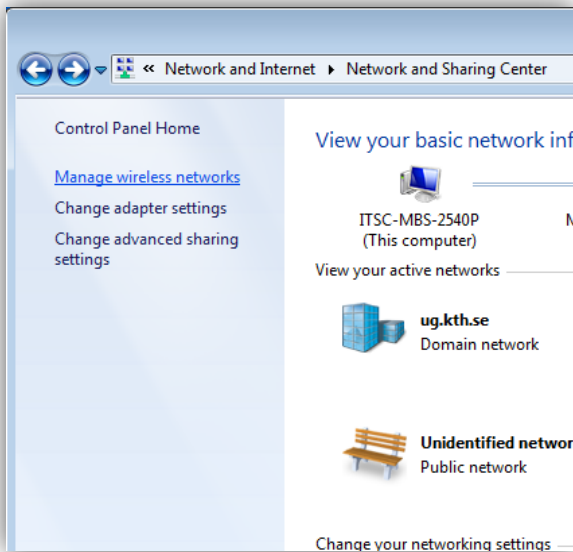 « Network and Internet ▸ Network and Sharing Center
Control Panel Home
Manage wireless networks
Change adapter settings
Change advanced sharing
settings
View your basic network
ITSC-MBS-2540P
(This computer)
View your active networks
ug.kth.se
Domain network
Unidentified
Public network
Change your networking settings